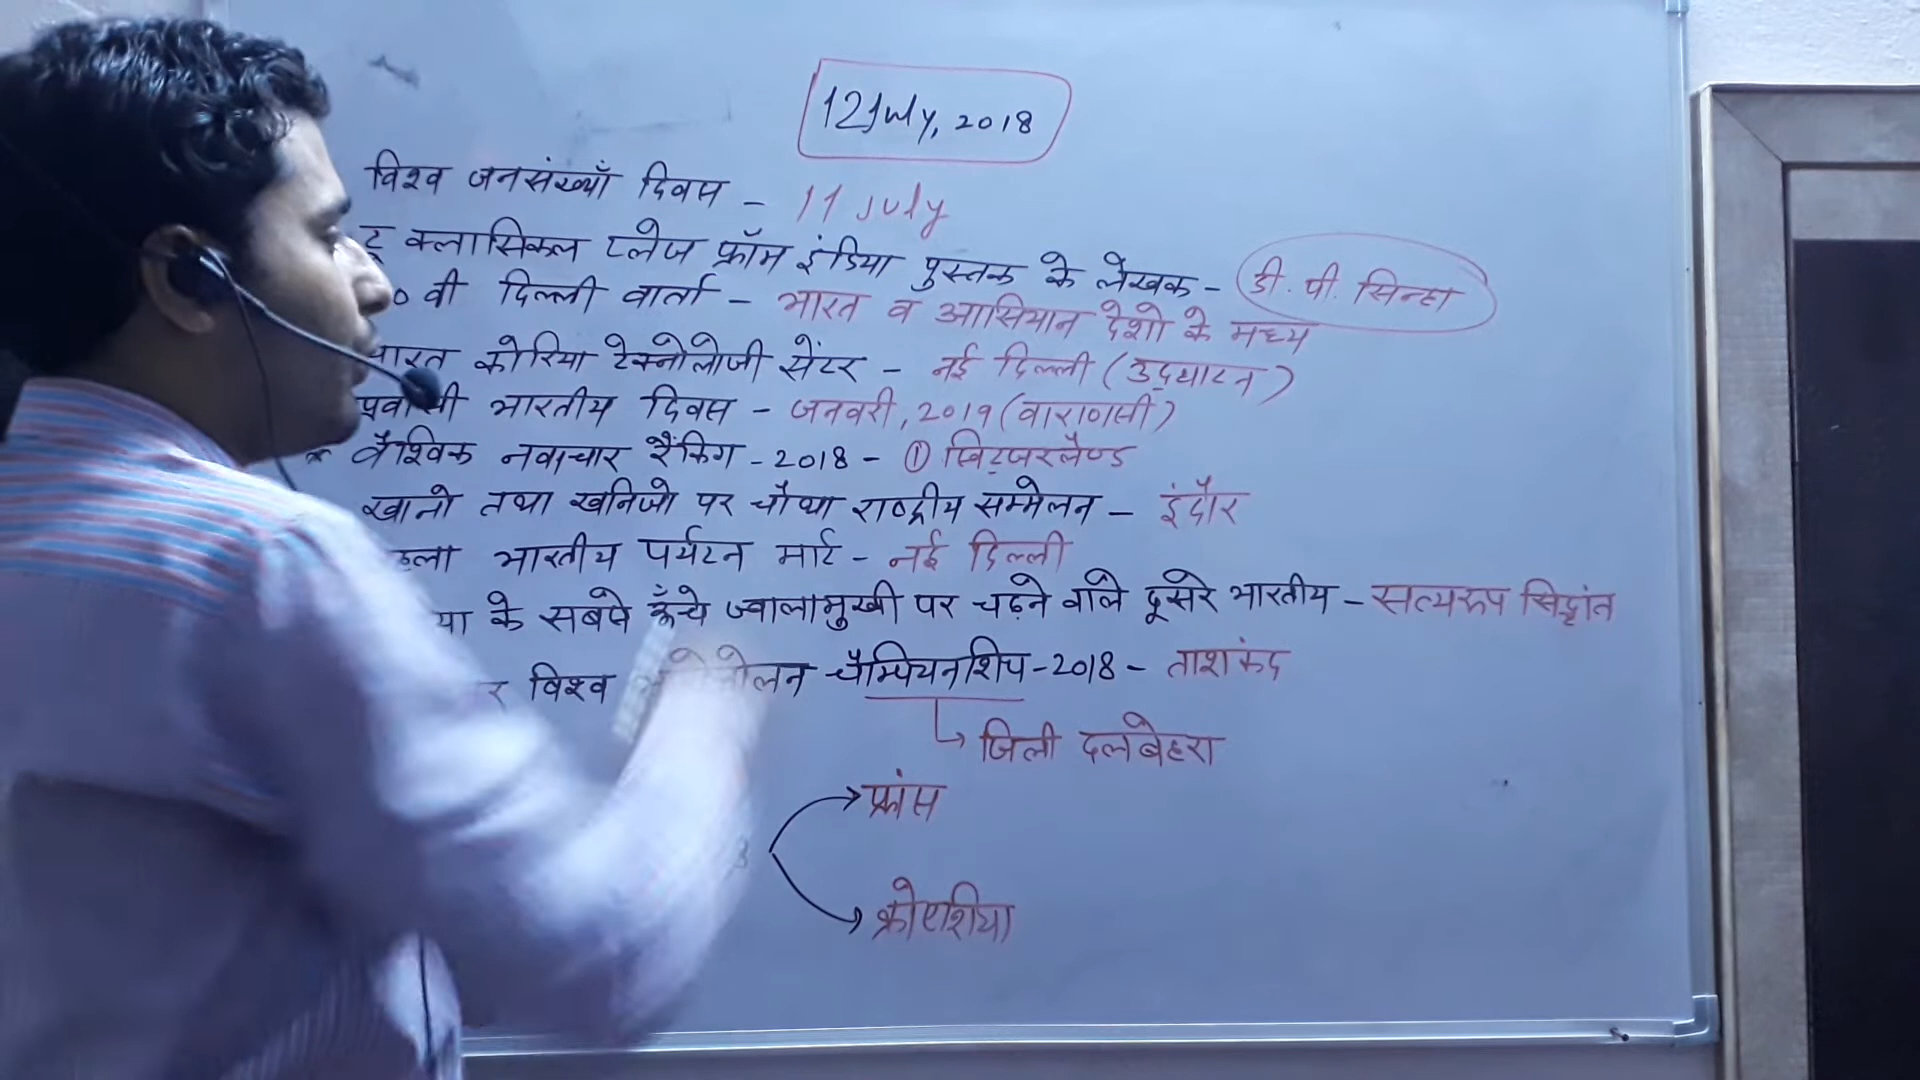 12 July, 2018
विश्व जनसंख्याँ दिवस - 11 July
टू क्लासिकल प्लेज फ्रॉम इंडिया पुस्तक के लेखक - डी. पी. सिन्हा
वी दिल्ली वार्ता - भारत व आसियान देशो के मध्य
भारत कोरिया टेक्नोलोजी सेंटर - नई दिल्ली (उद्घाटन)
प्रवासी भारतीय दिवस - जनवरी, 2019 (वाराणसी)
* वैश्विक नवाचार रैंकिग - 2018 - ① स्विट्जरलैण्ड
खानो तथा खनिजो पर चौथा राष्ट्रीय सम्मेलन - इंदौर
भारतीय पर्यटन मार्ट - नई दिल्ली
के सबसे ऊँचे ज्वालामुखी पर चढ़ने वाले दूसरे भारतीय - सत्यरूप सिद्धांत
विश्व चैम्पियनशिप - 2018 - ताशकंद
जिली दलबेहरा
फ्रांस
क्रोएशिया